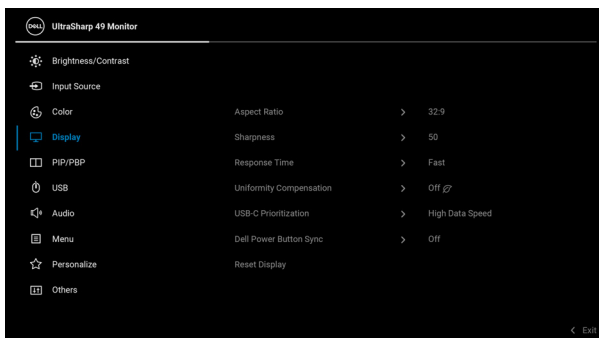 DELL UltraSharp 49 Monitor
Brightness/Contrast
Input Source
Color Aspect Ratio > 32:9
Display Sharpness > 50
PIP/PBP Response Time > Fast
USB Uniformity Compensation > Off
Audio USB-C Prioritization > High Data Speed
Menu Dell Power Button Sync > Off
Personalize Reset Display
Others
< Exit